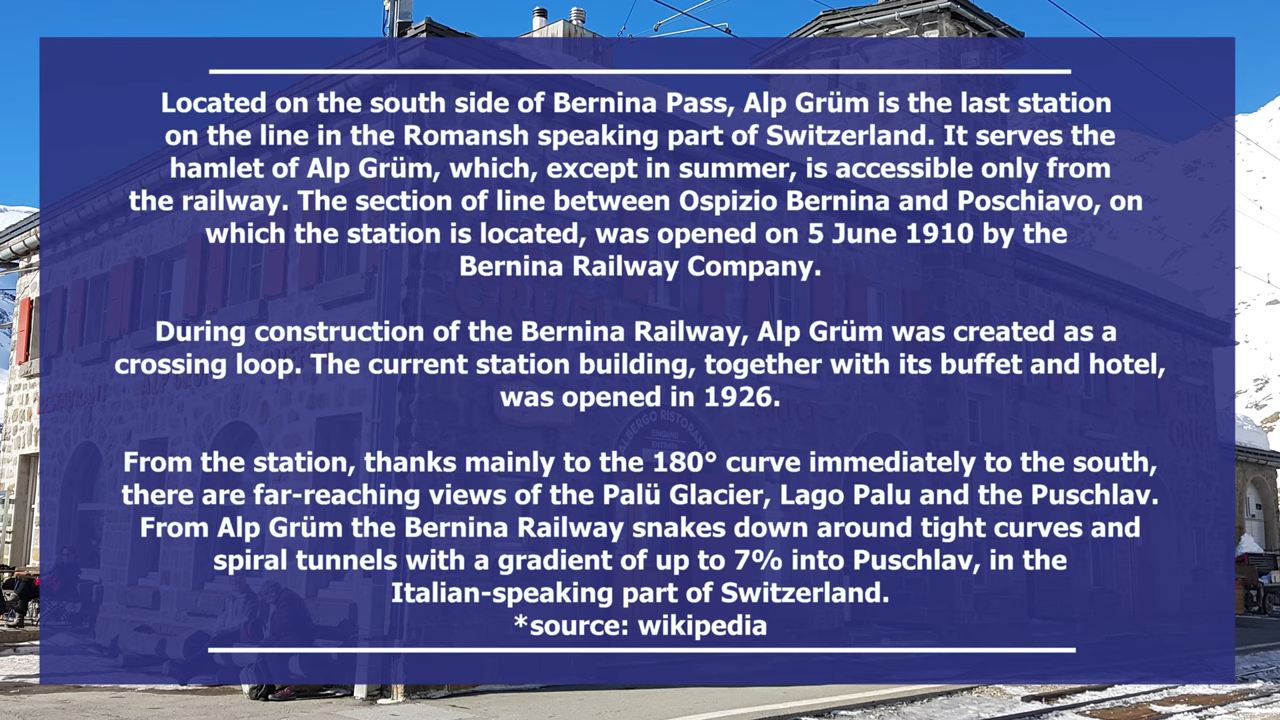 Located on the south side of Bernina Pass, Alp Grüm is the last station
on the line in the Romansh speaking part of Switzerland. It serves the
hamlet of Alp Grüm, which, except in summer, is accessible only from
the railway. The section of line between Ospizio Bernina and Poschiavo, on
which the station is located, was opened on 5 June 1910 by the
Bernina Railway Company.
During construction of the Bernina Railway, Alp Grüm was created as a
crossing loop. The current station building, together with its buffet and hotel,
was opened in 1926.
From the station, thanks mainly to the 180° curve immediately to the south,
there are far-reaching views of the Palü Glacier, Lago Palu and the Puschlav.
From Alp Grüm the Bernina Railway snakes down around tight curves and
spiral tunnels with a gradient of up to 7% into Puschlav, in the
Italian-speaking part of Switzerland.
*source: wikipedia
ALBERGO RISTORANTE